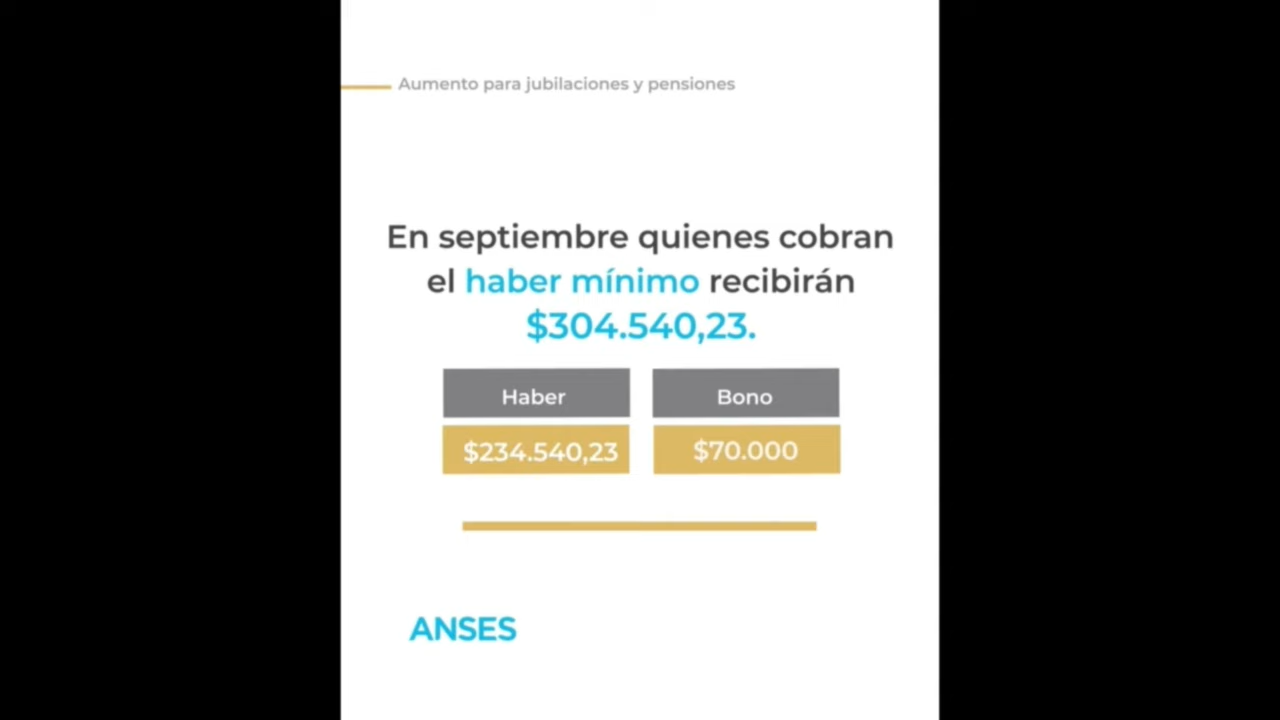 Aumento para jubilaciones y pensiones
En septiembre quienes cobran
el haber mínimo recibirán
$304.540,23.
Haber
Bono
$234.540,23
$70.000
ANSES